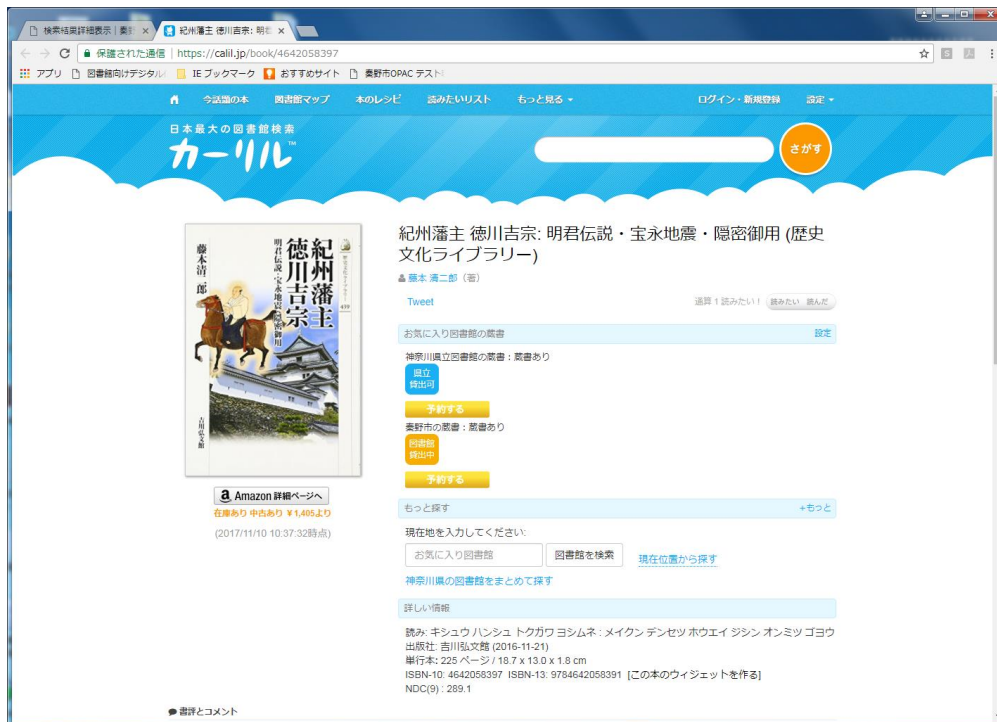 検索結果詳細表示｜秦野
紀州藩主 徳川吉宗: 明君
保護された通信 | https://calil.jp/book/4642058397
アプリ 図書館向けデジタル IE ブックマーク おすすめサイト 秦野市OPAC テスト
今話題の本 図書館マップ 本のレシピ 読みたいリスト もっと見る ログイン・新規登録 設定
日本最大の図書館検索
カーリル™
さがす
紀州藩主 徳川吉宗: 明君伝説・宝永地震・隠密御用 (歴史
文化ライブラリー)
藤本 清二郎 (著)
Tweet 通算 1 読みたい！ 読みたい 読んだ
紀州藩主
徳川吉宗
明君伝説・宝永地震・隠密御用
藤本清二郎
歴史文化ライブラリー
439
吉川弘文館
a Amazon 詳細ページへ
在庫あり 中古あり ￥1,405より
(2017/11/10 10:37:32時点)
お気に入り図書館の蔵書 設定
神奈川県立図書館の蔵書：蔵書あり
県立
貸出可
予約する
秦野市の蔵書：蔵書あり
図書館
貸出中
予約する
もっと探す +もっと
現在地を入力してください:
お気に入り図書館 図書館を検索 現在位置から探す
神奈川県の図書館をまとめて探す
詳しい情報
読み: キシュウ ハンシュ トクガワ ヨシムネ : メイクン デンセツ ホウエイ ジシン オンミツ ゴヨウ
出版社: 吉川弘文館 (2016-11-21)
単行本: 225 ページ / 18.7 x 13.0 x 1.8 cm
ISBN-10: 4642058397 ISBN-13: 9784642058391 [この本のウィジェットを作る]
NDC(9) : 289.1
書評とコメント